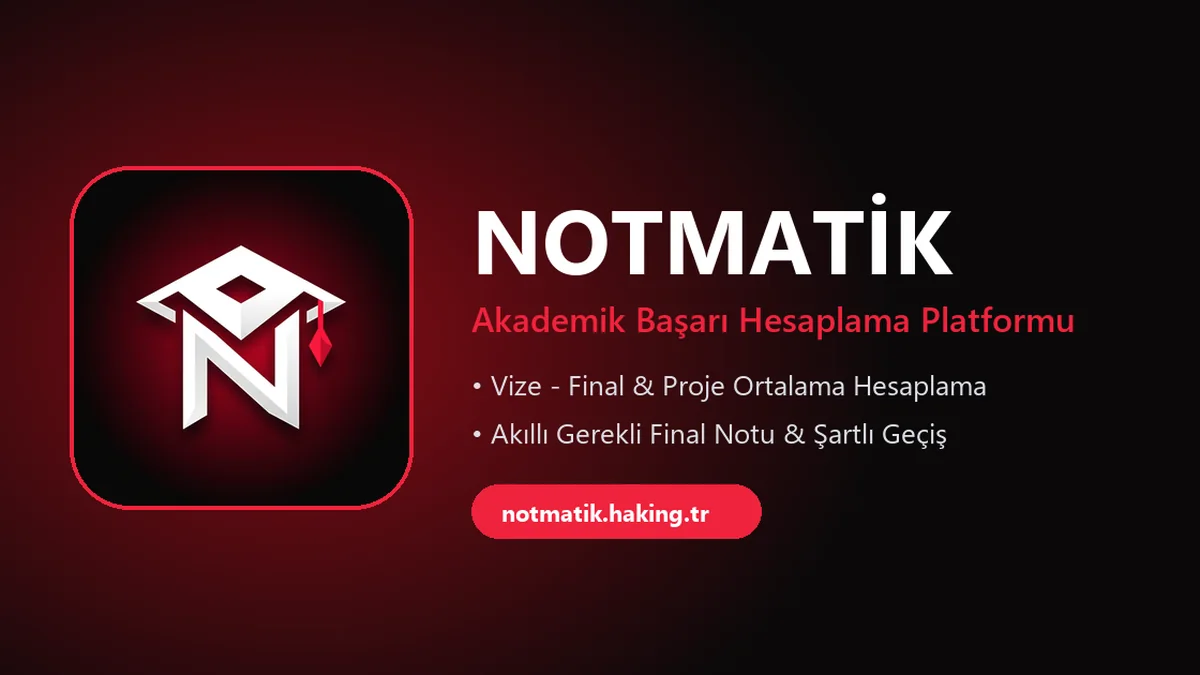 NOTMATİK
Akademik Başarı Hesaplama Platformu
• Vize - Final & Proje Ortalama Hesaplama
• Akıllı Gerekli Final Notu & Şartlı Geçiş
notmatik.haking.tr